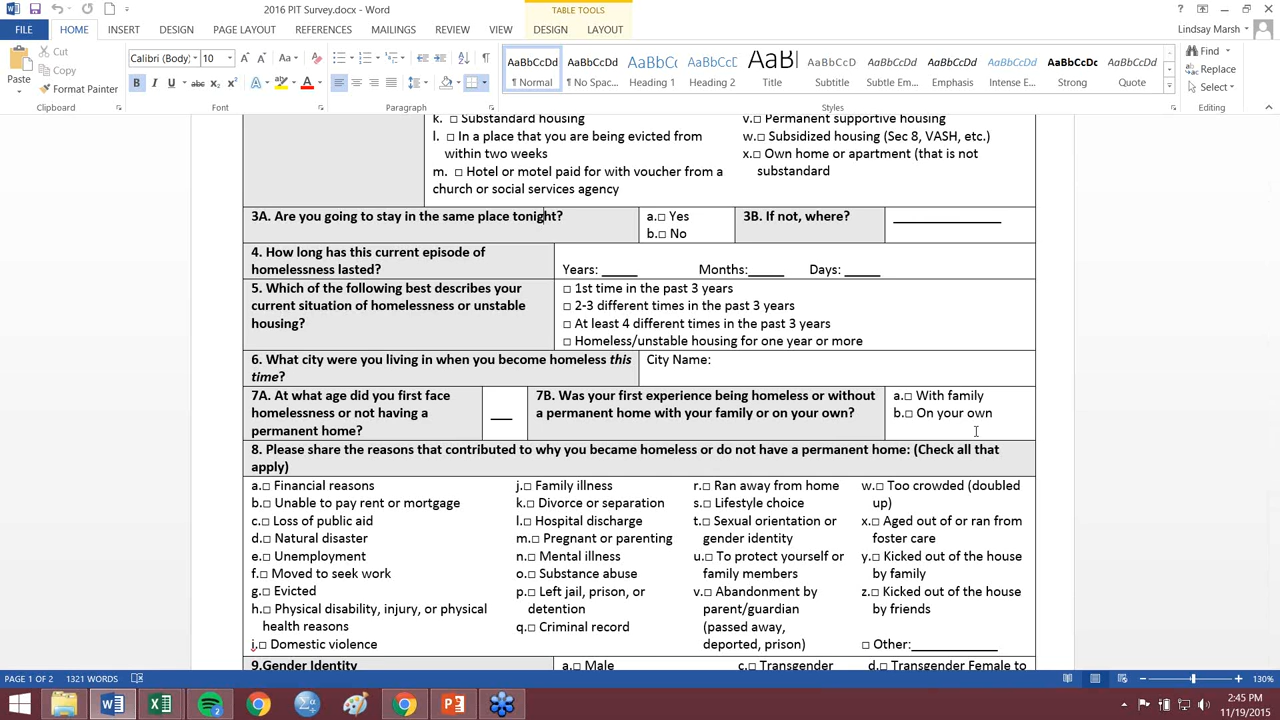 2016 PIT Survey.docx - Word
TABLE TOOLS
FILE HOME INSERT DESIGN PAGE LAYOUT REFERENCES MAILINGS REVIEW VIEW DESIGN LAYOUT
Lindsay Marsh
Paste
Cut
Copy
Format Painter
Calibri (Body) 10
AaBbCcDd AaBbCcDd AaBbCcD AaBbCcD AaB AaBbCcDd AaBbCcDd AaBbCcDd AaBbCcDd AaBbCcDd AaBbCcDd
¶ Normal ¶ No Spac... Heading 1 Heading 2 Title Subtitle Subtle Em... Emphasis Intense E... Strong Quote
Find
Replace
Select
Clipboard Font Paragraph Styles Editing
k. □ Substandard housing
l. □ In a place that you are being evicted from
within two weeks
m. □ Hotel or motel paid for with voucher from a
church or social services agency
v.□ Permanent supportive housing
w.□ Subsidized housing (Sec 8, VASH, etc.)
x.□ Own home or apartment (that is not
substandard
3A. Are you going to stay in the same place tonight?
a.□ Yes
b.□ No
3B. If not, where?
4. How long has this current episode of
homelessness lasted?
Years: _____ Months:_____ Days: _____
5. Which of the following best describes your
current situation of homelessness or unstable
housing?
□ 1st time in the past 3 years
□ 2-3 different times in the past 3 years
□ At least 4 different times in the past 3 years
□ Homeless/unstable housing for one year or more
6. What city were you living in when you become homeless this
time?
City Name:
7A. At what age did you first face
homelessness or not having a
permanent home?
___
7B. Was your first experience being homeless or without
a permanent home with your family or on your own?
a.□ With family
b.□ On your own
8. Please share the reasons that contributed to why you became homeless or do not have a permanent home: (Check all that
apply)
a.□ Financial reasons
b.□ Unable to pay rent or mortgage
c.□ Loss of public aid
d.□ Natural disaster
e.□ Unemployment
f.□ Moved to seek work
g.□ Evicted
h.□ Physical disability, injury, or physical
health reasons
i.□ Domestic violence
j.□ Family illness
k.□ Divorce or separation
l.□ Hospital discharge
m.□ Pregnant or parenting
n.□ Mental illness
o.□ Substance abuse
p.□ Left jail, prison, or
detention
q.□ Criminal record
r.□ Ran away from home
s.□ Lifestyle choice
t.□ Sexual orientation or
gender identity
u.□ To protect yourself or
family members
v.□ Abandonment by
parent/guardian
(passed away,
deported, prison)
w.□ Too crowded (doubled
up)
x.□ Aged out of or ran from
foster care
y.□ Kicked out of the house
by family
z.□ Kicked out of the house
by friends
□ Other:______________
9.Gender Identity
a.□ Male
c.□ Transgender
d.□ Transgender Female to
PAGE 1 OF 2 1321 WORDS
130%
2:45 PM
11/19/2015